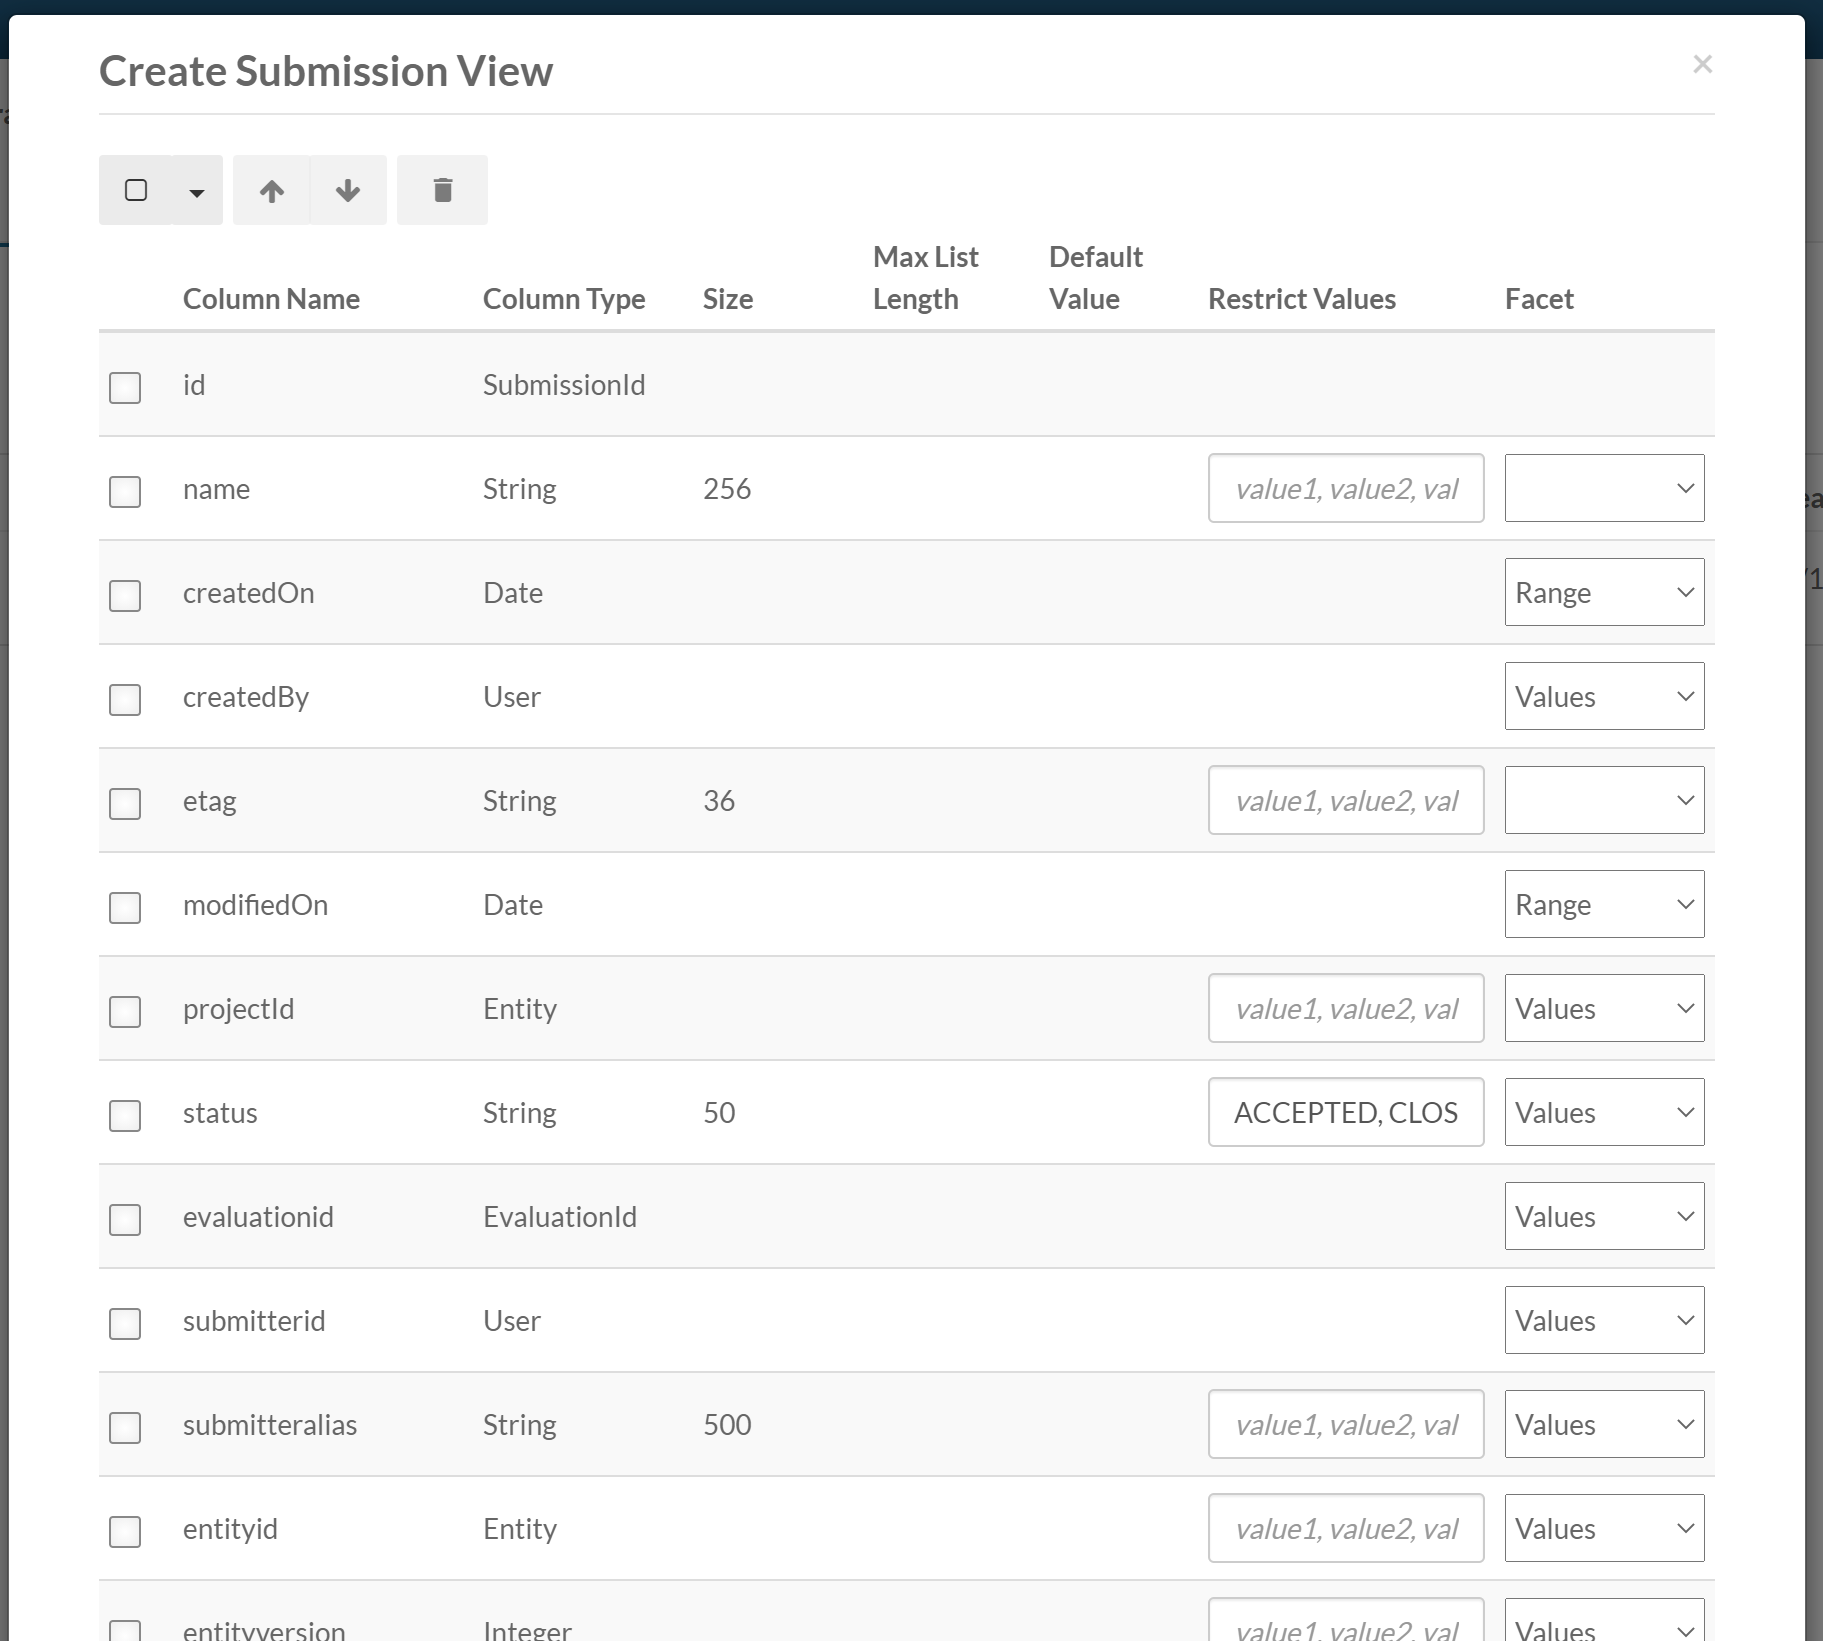 Create Submission View
×
Column Name Column Type Size Max List Length Default Value Restrict Values Facet
id SubmissionId
name String 256 value1, value2, val
createdOn Date Range
createdBy User Values
etag String 36 value1, value2, val
modifiedOn Date Range
projectId Entity value1, value2, val Values
status String 50 ACCEPTED, CLOS Values
evaluationid EvaluationId Values
submitterid User Values
submitteralias String 500 value1, value2, val Values
entityid Entity value1, value2, val Values
entityversion Integer value1, value2, val Values